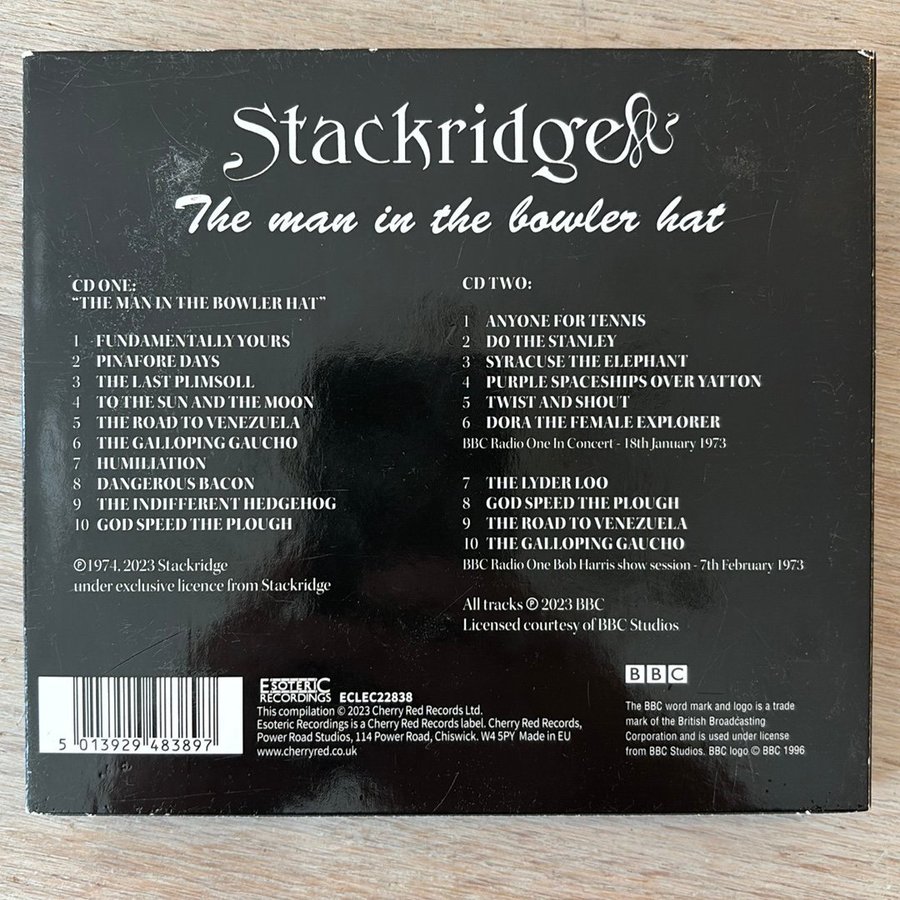 Stackridge
The man in the bowler hat
CD ONE:
"THE MAN IN THE BOWLER HAT"
1 FUNDAMENTALLY YOURS
2 PINAFORE DAYS
3 THE LAST PLIMSOLL
4 TO THE SUN AND THE MOON
5 THE ROAD TO VENEZUELA
6 THE GALLOPING GAUCHO
7 HUMILIATION
8 DANGEROUS BACON
9 THE INDIFFERENT HEDGEHOG
10 GOD SPEED THE PLOUGH
℗1974, 2023 Stackridge
under exclusive licence from Stackridge
CD TWO:
1 ANYONE FOR TENNIS
2 DO THE STANLEY
3 SYRACUSE THE ELEPHANT
4 PURPLE SPACESHIPS OVER YATTON
5 TWIST AND SHOUT
6 DORA THE FEMALE EXPLORER
BBC Radio One In Concert - 18th January 1973
7 THE LYDER LOO
8 GOD SPEED THE PLOUGH
9 THE ROAD TO VENEZUELA
10 THE GALLOPING GAUCHO
BBC Radio One Bob Harris show session - 7th February 1973
All tracks ℗ 2023 BBC
Licensed courtesy of BBC Studios
5 013929 483897
ESOTERIC
RECORDINGS ECLEC22838
This compilation © 2023 Cherry Red Records Ltd.
Esoteric Recordings is a Cherry Red Records label. Cherry Red Records,
Power Road Studios, 114 Power Road, Chiswick. W4 5PY Made in EU
www.cherryred.co.uk
BBC
The BBC word mark and logo is a trade
mark of the British Broadcasting
Corporation and is used under license
from BBC Studios. BBC logo © BBC 1996